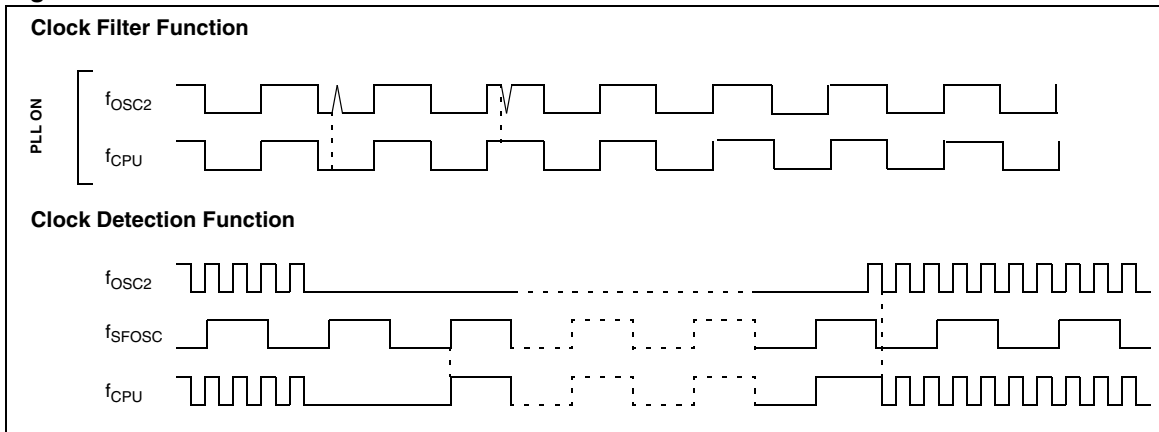 Clock Filter Function
PLL ON
fOSC2
fCPU
Clock Detection Function
fOSC2
fSFOSC
fCPU